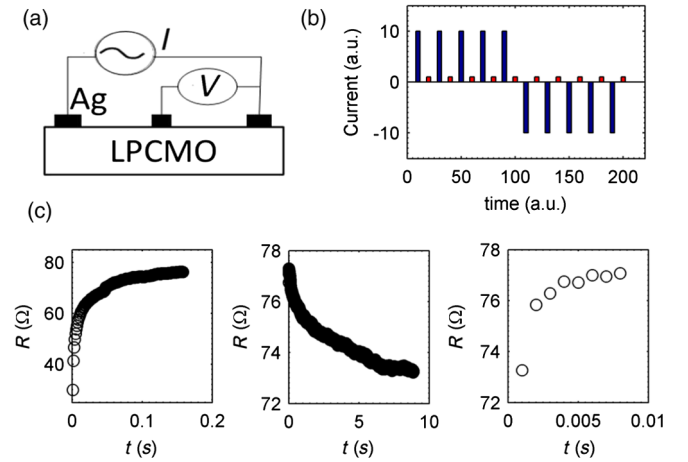 (a)
I
V
Ag
LPCMO
(b)
Current (a.u.)
10
0
-10
0 50 100 150 200
time (a.u.)
(c)
R (Ω)
80
60
40
0 0.1 0.2
t (s)
R (Ω)
78
76
74
72
0 5 10
t (s)
R (Ω)
78
76
74
72
0 0.005 0.01
t (s)